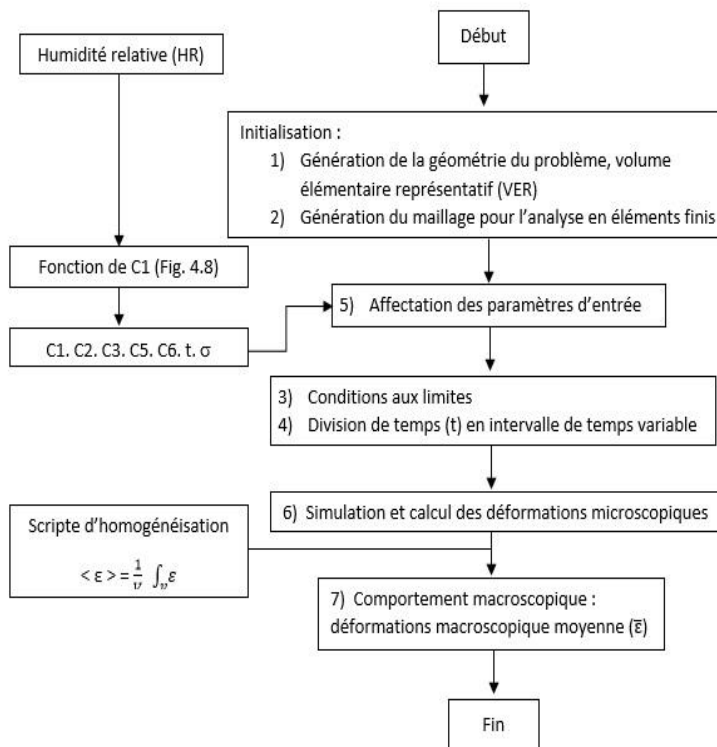 Début
Humidité relative (HR)
Initialisation :
1) Génération de la géométrie du problème, volume
élémentaire représentatif (VER)
2) Génération du maillage pour l'analyse en éléments finis
Fonction de C1 (Fig. 4.8)
5) Affectation des paramètres d'entrée
C1. C2. C3. C5. C6. t. σ
3) Conditions aux limites
4) Division de temps (t) en intervalle de temps variable
6) Simulation et calcul des déformations microscopiques
Scripte d'homogénéisation
< ε > = 1/v ∫v ε
7) Comportement macroscopique :
déformations macroscopique moyenne (ε̅)
Fin